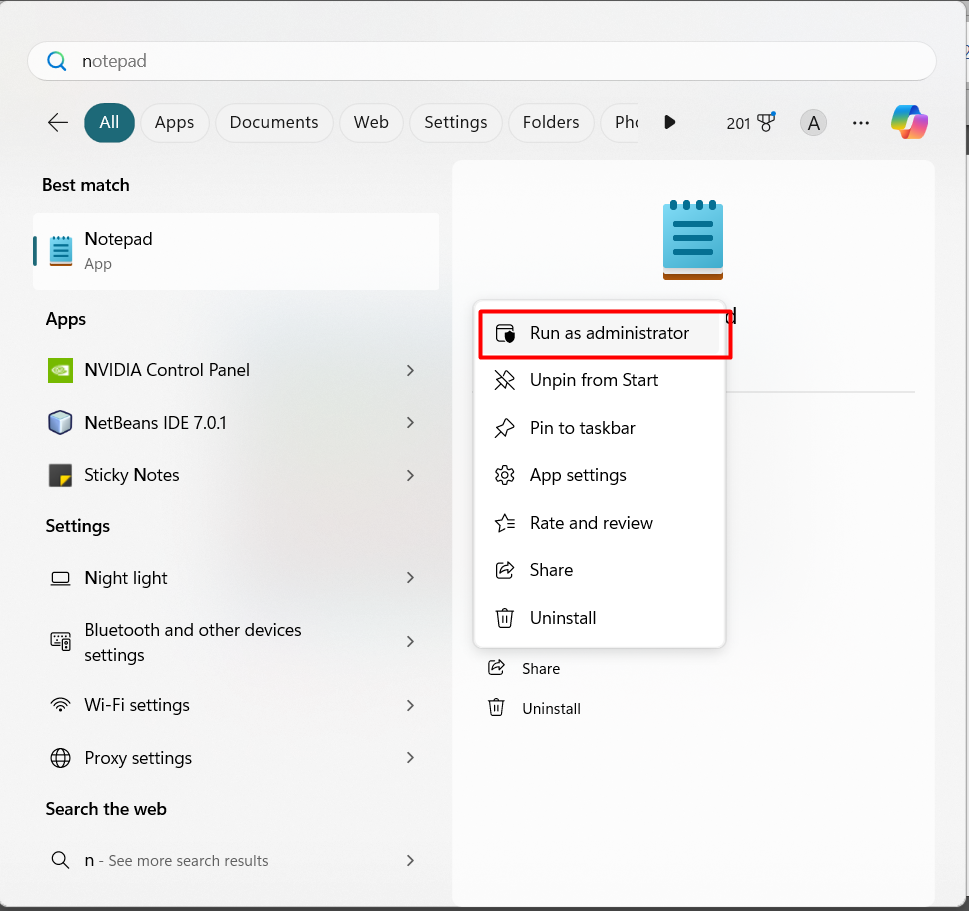 notepad
All
Apps
Documents
Web
Settings
Folders
Pho
201
A
Best match
Notepad
App
Apps
NVIDIA Control Panel
NetBeans IDE 7.0.1
Sticky Notes
Settings
Night light
Bluetooth and other devices
settings
Wi-Fi settings
Proxy settings
Search the web
n - See more search results
d
Run as administrator
Unpin from Start
Pin to taskbar
App settings
Rate and review
Share
Uninstall
Share
Uninstall